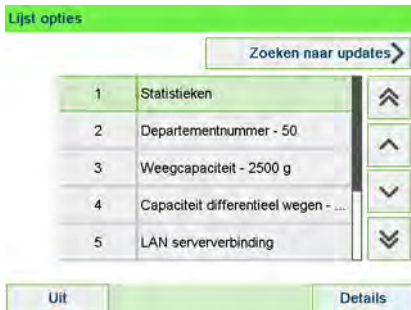 Lijst opties
Zoeken naar updates
1 Statistieken
2 Departementnummer - 50
3 Weegcapaciteit - 2500 g
4 Capaciteit differentieel wegen - ...
5 LAN serververbinding
Uit Details